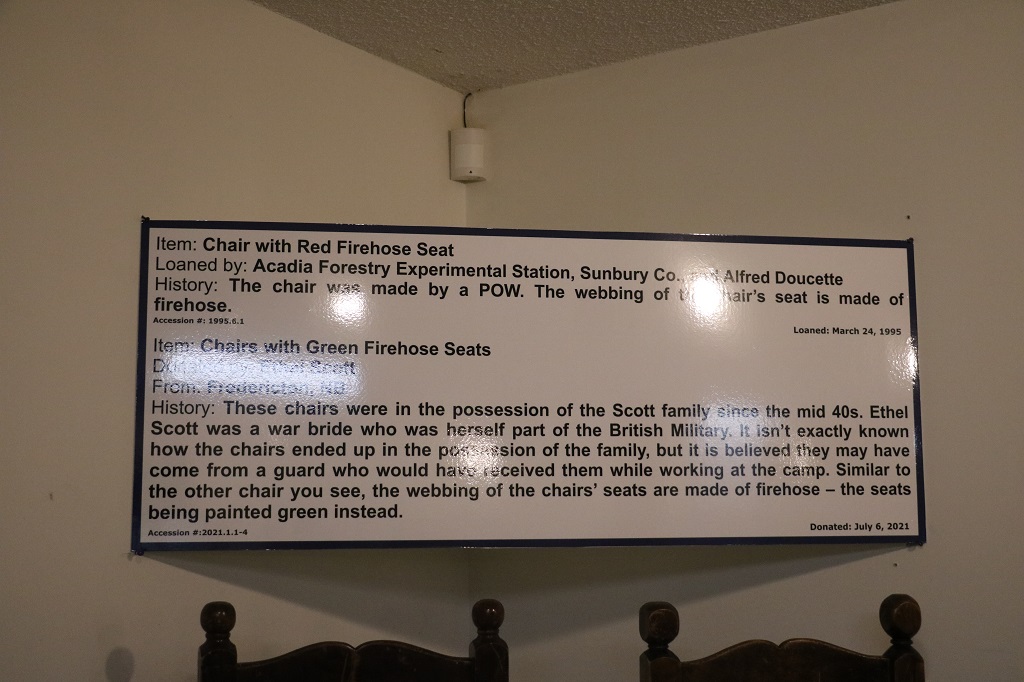 Item: Chair with Red Firehose Seat
Loaned by: Acadia Forestry Experimental Station, Sunbury Co., and Alfred Doucette
History: The chair was made by a POW. The webbing of the chair's seat is made of
firehose.
Accession #: 1995.6.1
Loaned: March 24, 1995
Item: Chairs with Green Firehose Seats
Donated by: Ethel Scott
From: Fredericton, NB
History: These chairs were in the possession of the Scott family since the mid 40s. Ethel
Scott was a war bride who was herself part of the British Military. It isn't exactly known
how the chairs ended up in the possession of the family, but it is believed they may have
come from a guard who would have received them while working at the camp. Similar to
the other chair you see, the webbing of the chairs' seats are made of firehose – the seats
being painted green instead.
Accession #:2021.1.1-4
Donated: July 6, 2021